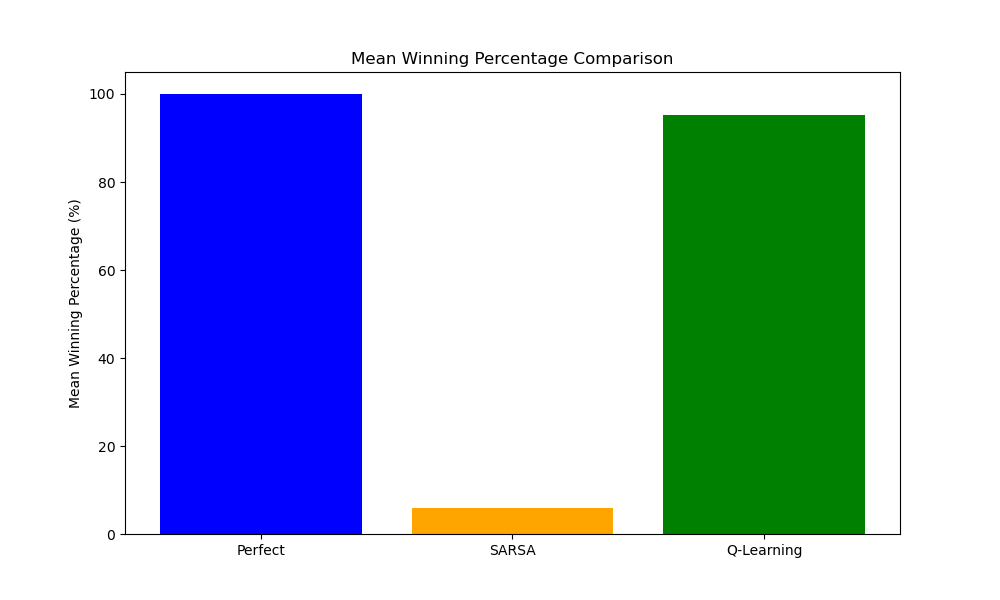 Mean Winning Percentage Comparison
Mean Winning Percentage (%)
100
80
60
40
20
0
Perfect
SARSA
Q-Learning